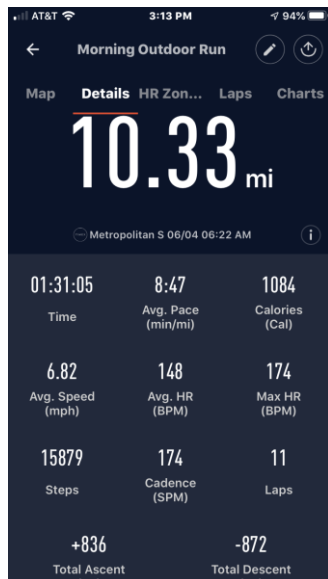 AT&T 3:13 PM 94%
Morning Outdoor Run
Map Details HR Zon... Laps Charts
10.33 mi
Metropolitan S 06/04 06:22 AM
01:31:05 8:47 1084
Time Avg. Pace Calories
(min/mi) (Cal)
6.82 148 174
Avg. Speed Avg. HR Max HR
(mph) (BPM) (BPM)
15879 174 11
Steps Cadence Laps
(SPM)
+836 -872
Total Ascent Total Descent